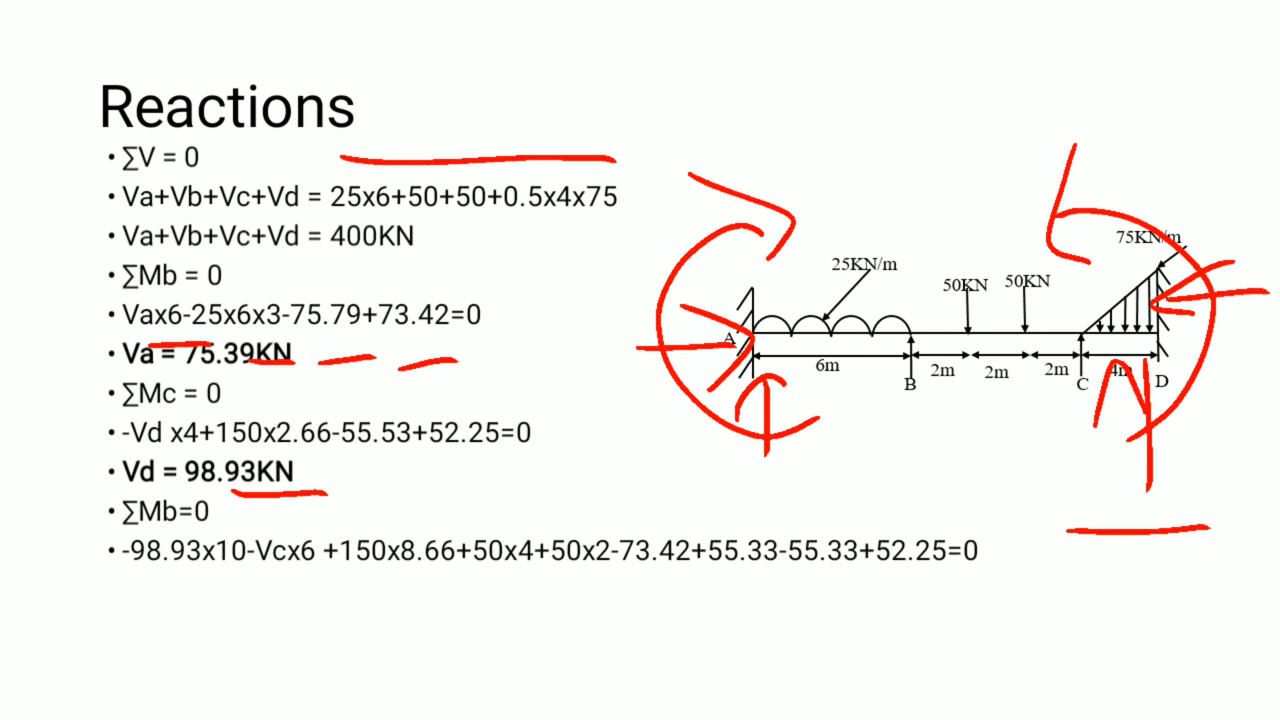 Reactions
• ∑V = 0
• Va+Vb+Vc+Vd = 25x6+50+50+0.5x4x75
• Va+Vb+Vc+Vd = 400KN
• ∑Mb = 0
• Vax6-25x6x3-75.79+73.42=0
• Va = 75.39KN
• ∑Mc = 0
• -Vd x4+150x2.66-55.53+52.25=0
• Vd = 98.93KN
• ∑Mb=0
• -98.93x10-Vcx6 +150x8.66+50x4+50x2-73.42+55.33-55.33+52.25=0
75KN/m
25KN/m
50KN 50KN
A
6m 2m 2m 2m 4m
B C D